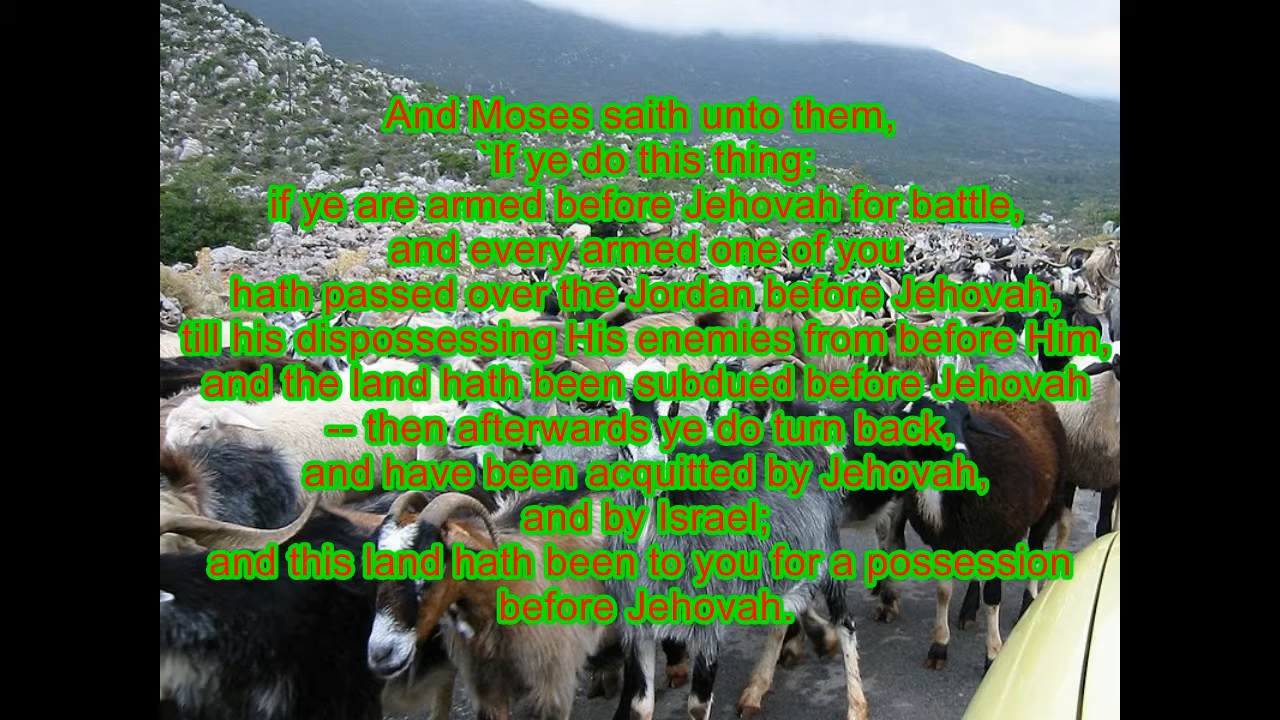 And Moses saith unto them,
`If ye do this thing:
if ye are armed before Jehovah for battle,
and every armed one of you
hath passed over the Jordan before Jehovah,
till his dispossessing His enemies from before Him,
and the land hath been subdued before Jehovah
-- then afterwards ye do turn back,
and have been acquitted by Jehovah,
and by Israel;
and this land hath been to you for a possession
before Jehovah.